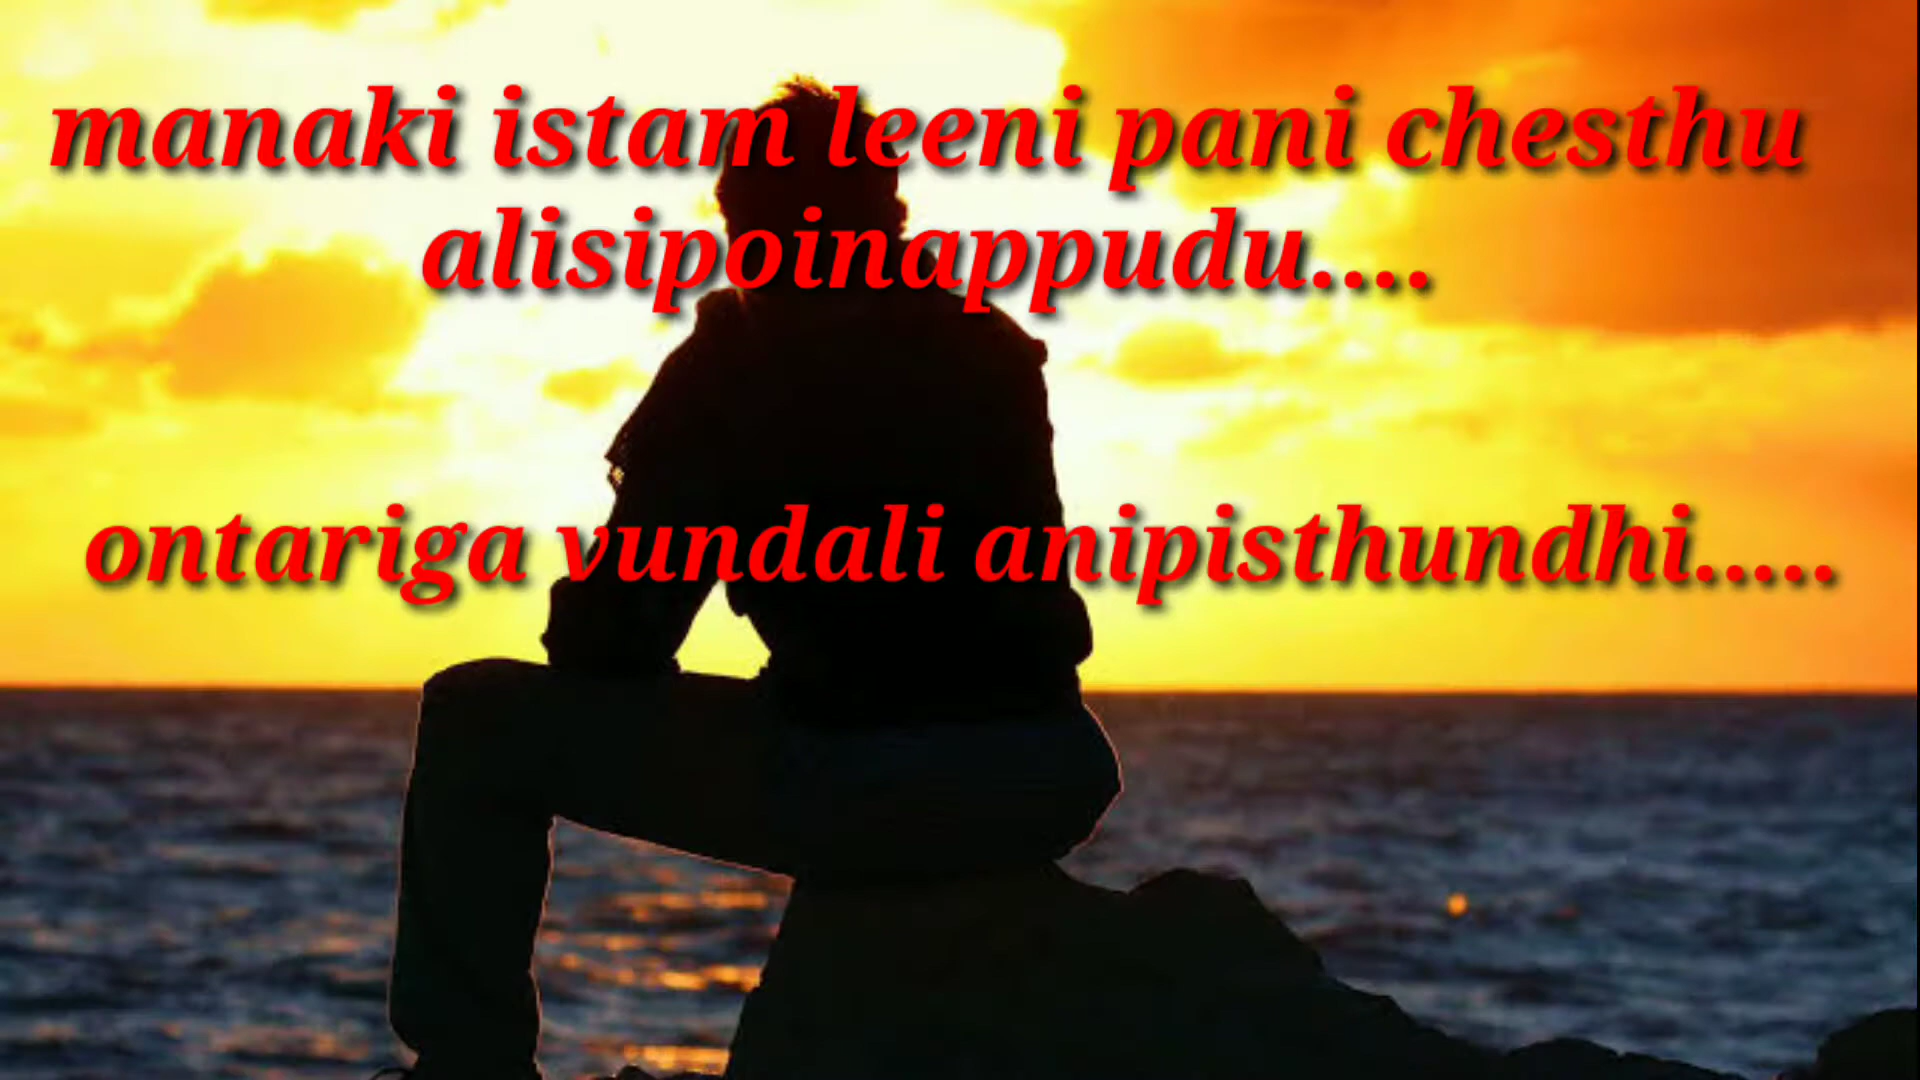 manaki istam leeni pani chesthu
alisipoinappudu....
ontariga vundali anipisthundhi.....